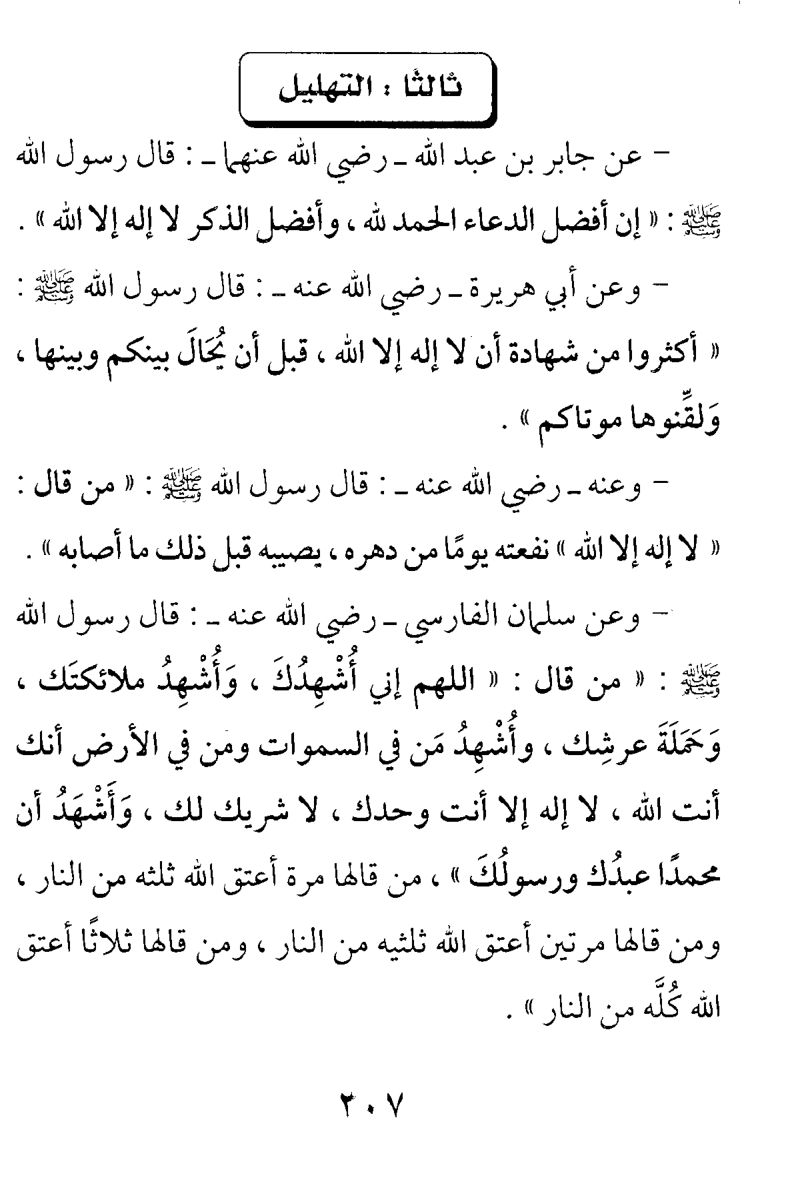 ثالثًا : التهليل
– عن جابر بن عبد الله ـ رضي الله عنهما ـ : قال رسول الله
ﷺ : « إن أفضل الدعاء الحمد لله ، وأفضل الذكر لا إله إلا الله » .
– وعن أبي هريرة ـ رضي الله عنه ـ : قال رسول الله ﷺ :
« أكثروا من شهادة أن لا إله إلا الله ، قبل أن يُحَالَ بينكم وبينها ،
وَلقِّنوها موتاكم » .
– وعنه ـ رضي الله عنه ـ : قال رسول الله ﷺ : « من قال :
« لا إله إلا الله » نفعته يومًا من دهره ، يصيبه قبل ذلك ما أصابه » .
– وعن سلمان الفارسي ـ رضي الله عنه ـ : قال رسول الله
ﷺ : « من قال : « اللهم إني أُشْهِدُكَ ، وَأُشْهِدُ ملائكتَك ،
وَحَمَلَةَ عرشِك ، وأُشْهِدُ مَن في السموات ومن في الأرض أنك
أنت الله ، لا إله إلا أنت وحدك ، لا شريك لك ، وَأَشْهَدُ أن
محمدًا عبدُك ورسولُكَ » ، من قالها مرة أعتق الله ثلثه من النار ،
ومن قالها مرتين أعتق الله ثلثيه من النار ، ومن قالها ثلاثًا أعتق
الله كُلَّه من النار » .
٢٠٧